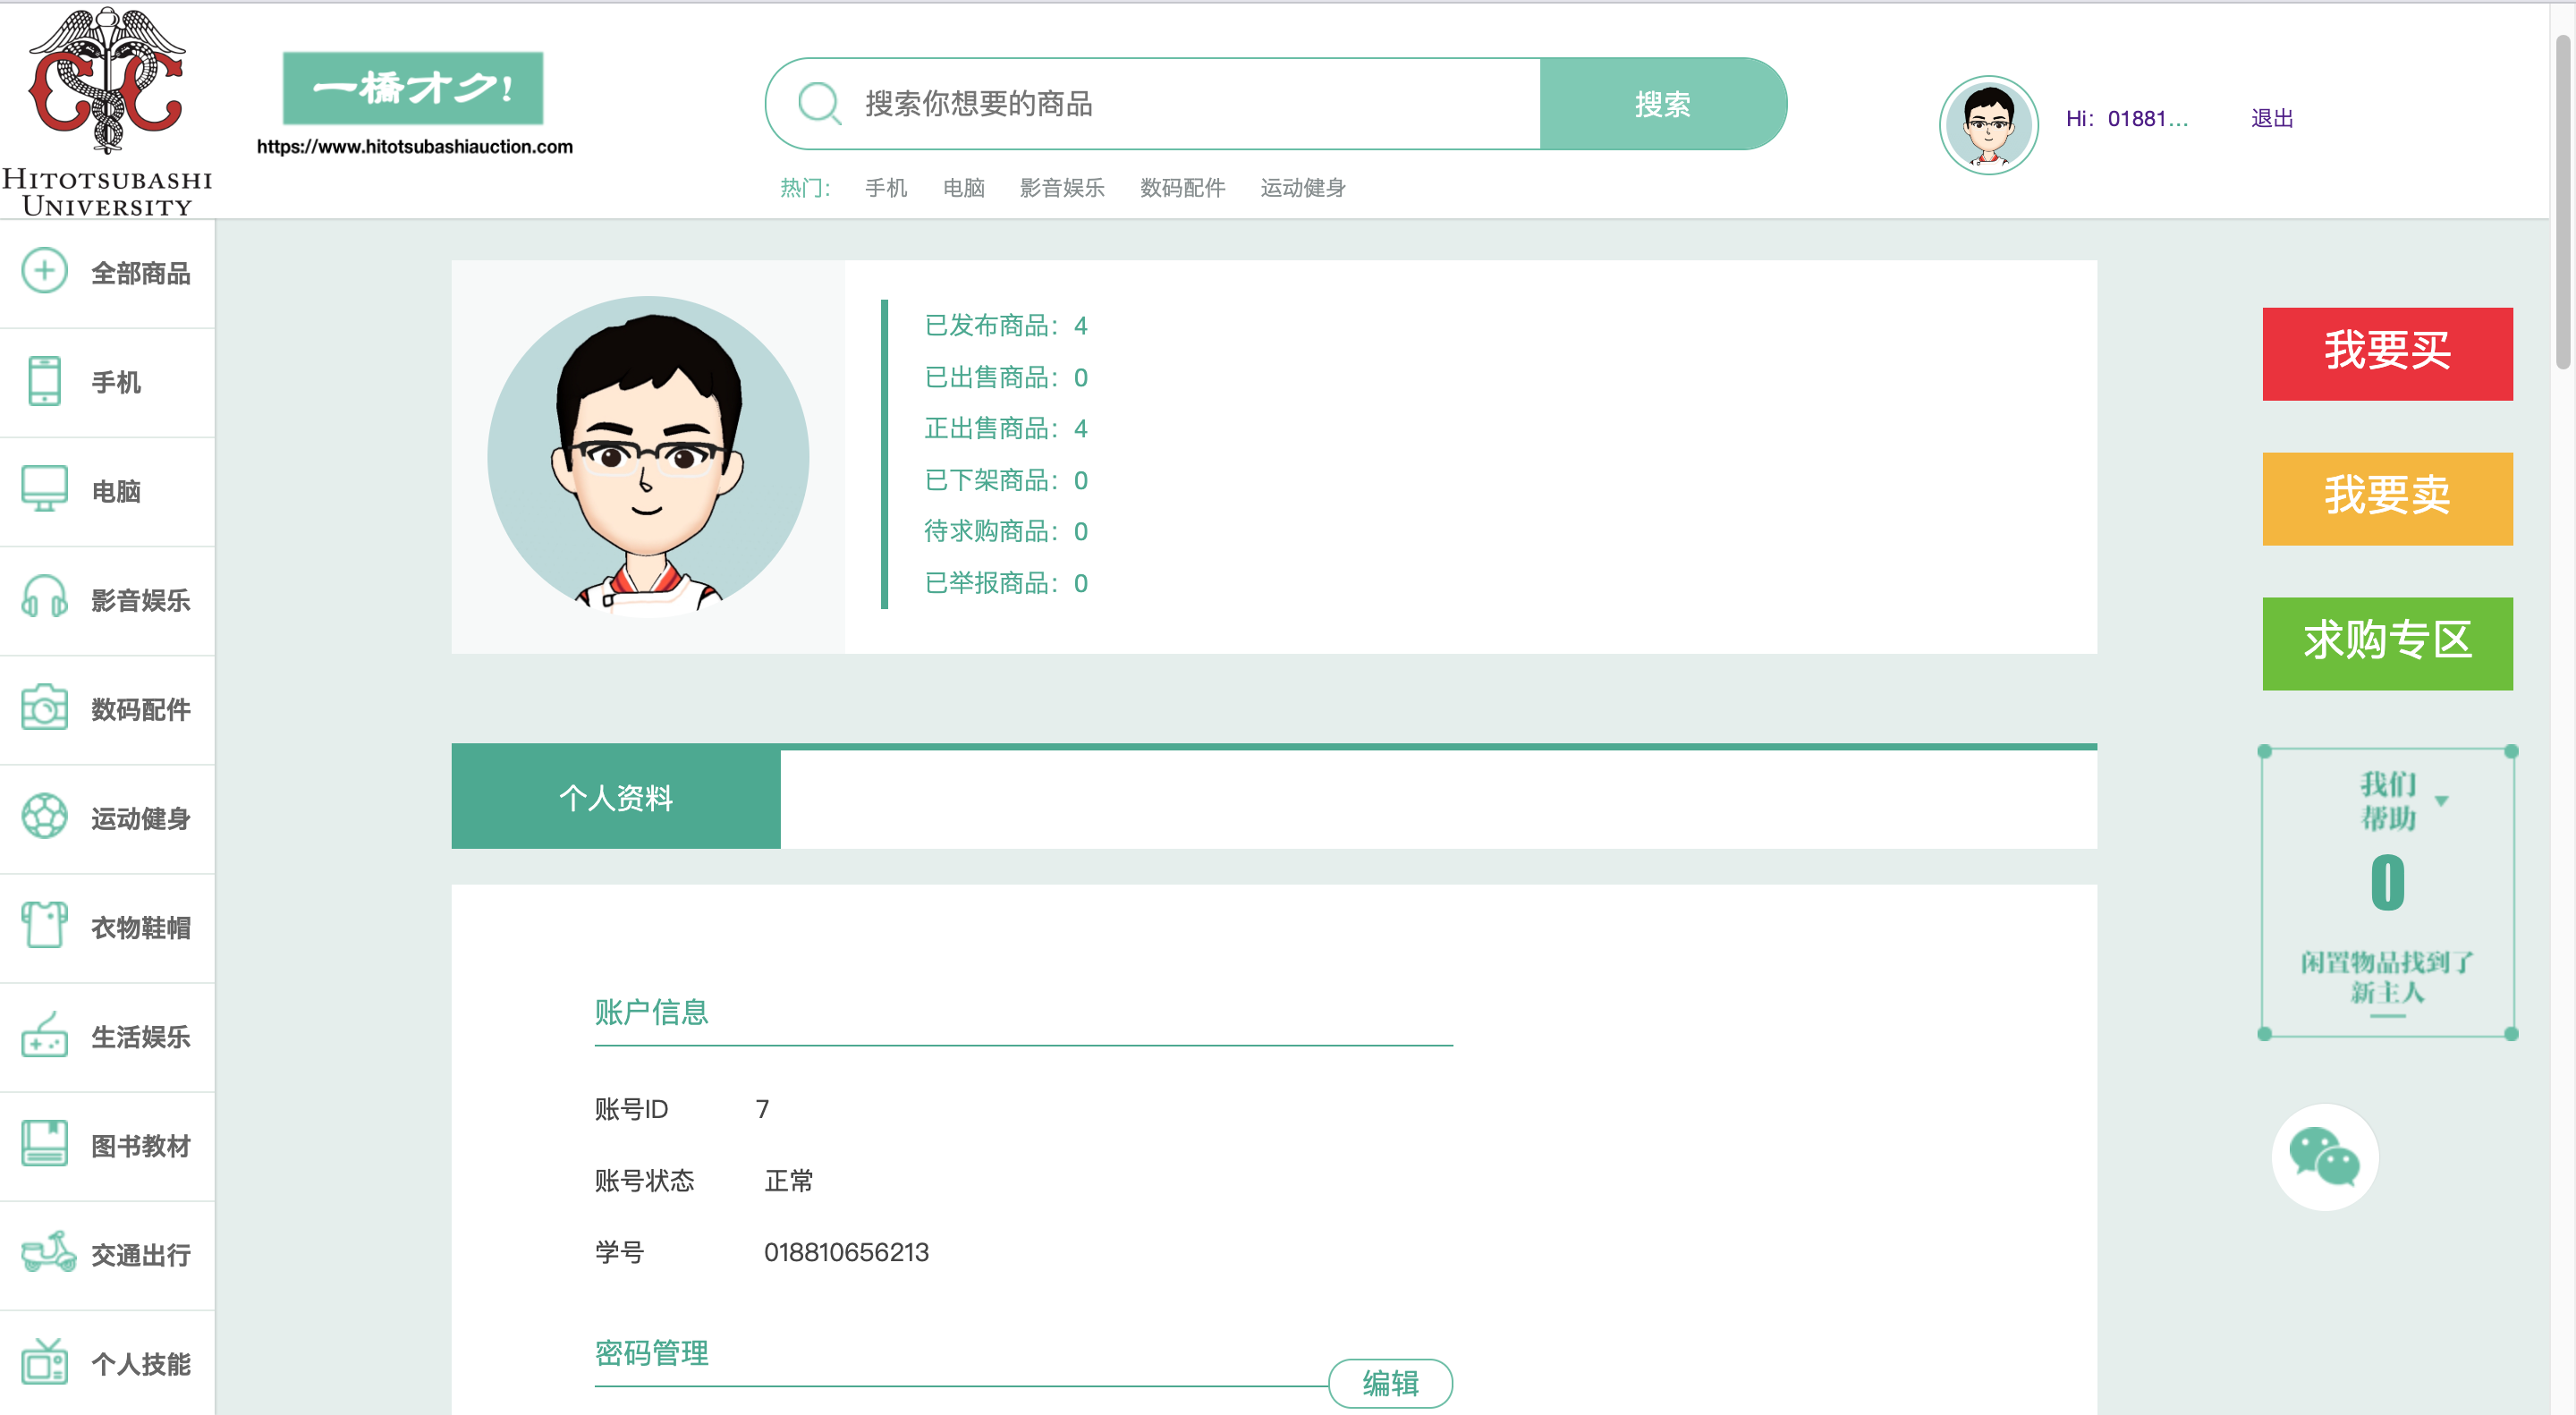 HITOTSUBASHI
UNIVERSITY
一橋オク!
https://www.hitotsubashiauction.com
搜索你想要的商品
搜索
热门：
手机
电脑
影音娱乐
数码配件
运动健身
Hi：01881...
退出
全部商品
手机
电脑
影音娱乐
数码配件
运动健身
衣物鞋帽
生活娱乐
图书教材
交通出行
个人技能
已发布商品：4
已出售商品：0
正出售商品：4
已下架商品：0
待求购商品：0
已举报商品：0
个人资料
账户信息
账号ID 7
账号状态 正常
学号 018810656213
密码管理
编辑
我要买
我要卖
求购专区
我们
帮助
0
闲置物品找到了
新主人